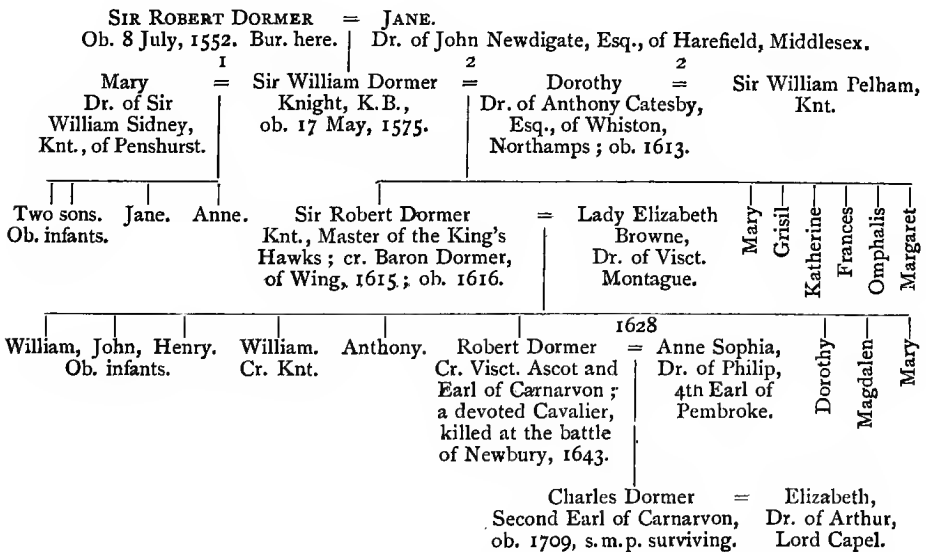 SIR ROBERT DORMER = JANE.
Ob. 8 July, 1552. Bur. here. Dr. of John Newdigate, Esq., of Harefield, Middlesex.
1 2 2
Mary = Sir William Dormer = Dorothy = Sir William Pelham,
Dr. of Sir Knight, K.B., Dr. of Anthony Catesby, Knt.
William Sidney, ob. 17 May, 1575. Esq., of Whiston,
Knt., of Penshurst. Northamps ; ob. 1613.
Two sons. Jane. Anne. Sir Robert Dormer = Lady Elizabeth
Ob. infants. Knt., Master of the King's Browne,
Hawks ; cr. Baron Dormer, Dr. of Visct.
of Wing, 1615 ; ob. 1616. Montague.
Mary
Grisil
Katherine
Frances
Omphalis
Margaret
1628
William, John, Henry. William. Anthony. Robert Dormer = Anne Sophia,
Ob. infants. Cr. Knt. Cr. Visct. Ascot and Dr. of Philip,
Earl of Carnarvon ; 4th Earl of
a devoted Cavalier, Pembroke.
killed at the battle
of Newbury, 1643.
Dorothy
Magdalen
Mary
Charles Dormer = Elizabeth,
Second Earl of Carnarvon, Dr. of Arthur,
ob. 1709, s.m.p. surviving. Lord Capel.